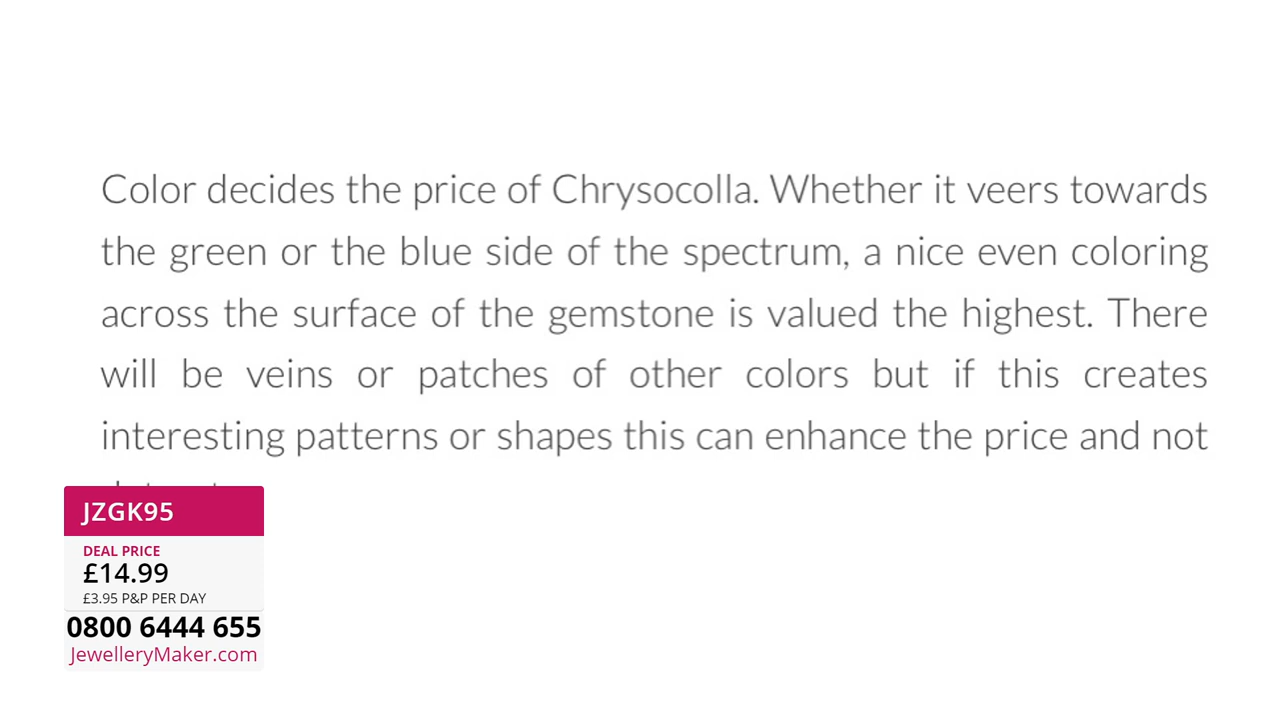 Color decides the price of Chrysocolla. Whether it veers towards
the green or the blue side of the spectrum, a nice even coloring
across the surface of the gemstone is valued the highest. There
will be veins or patches of other colors but if this creates
interesting patterns or shapes this can enhance the price and not
JZGK95
DEAL PRICE
£14.99
£3.95 P&P PER DAY
0800 6444 655
JewelleryMaker.com